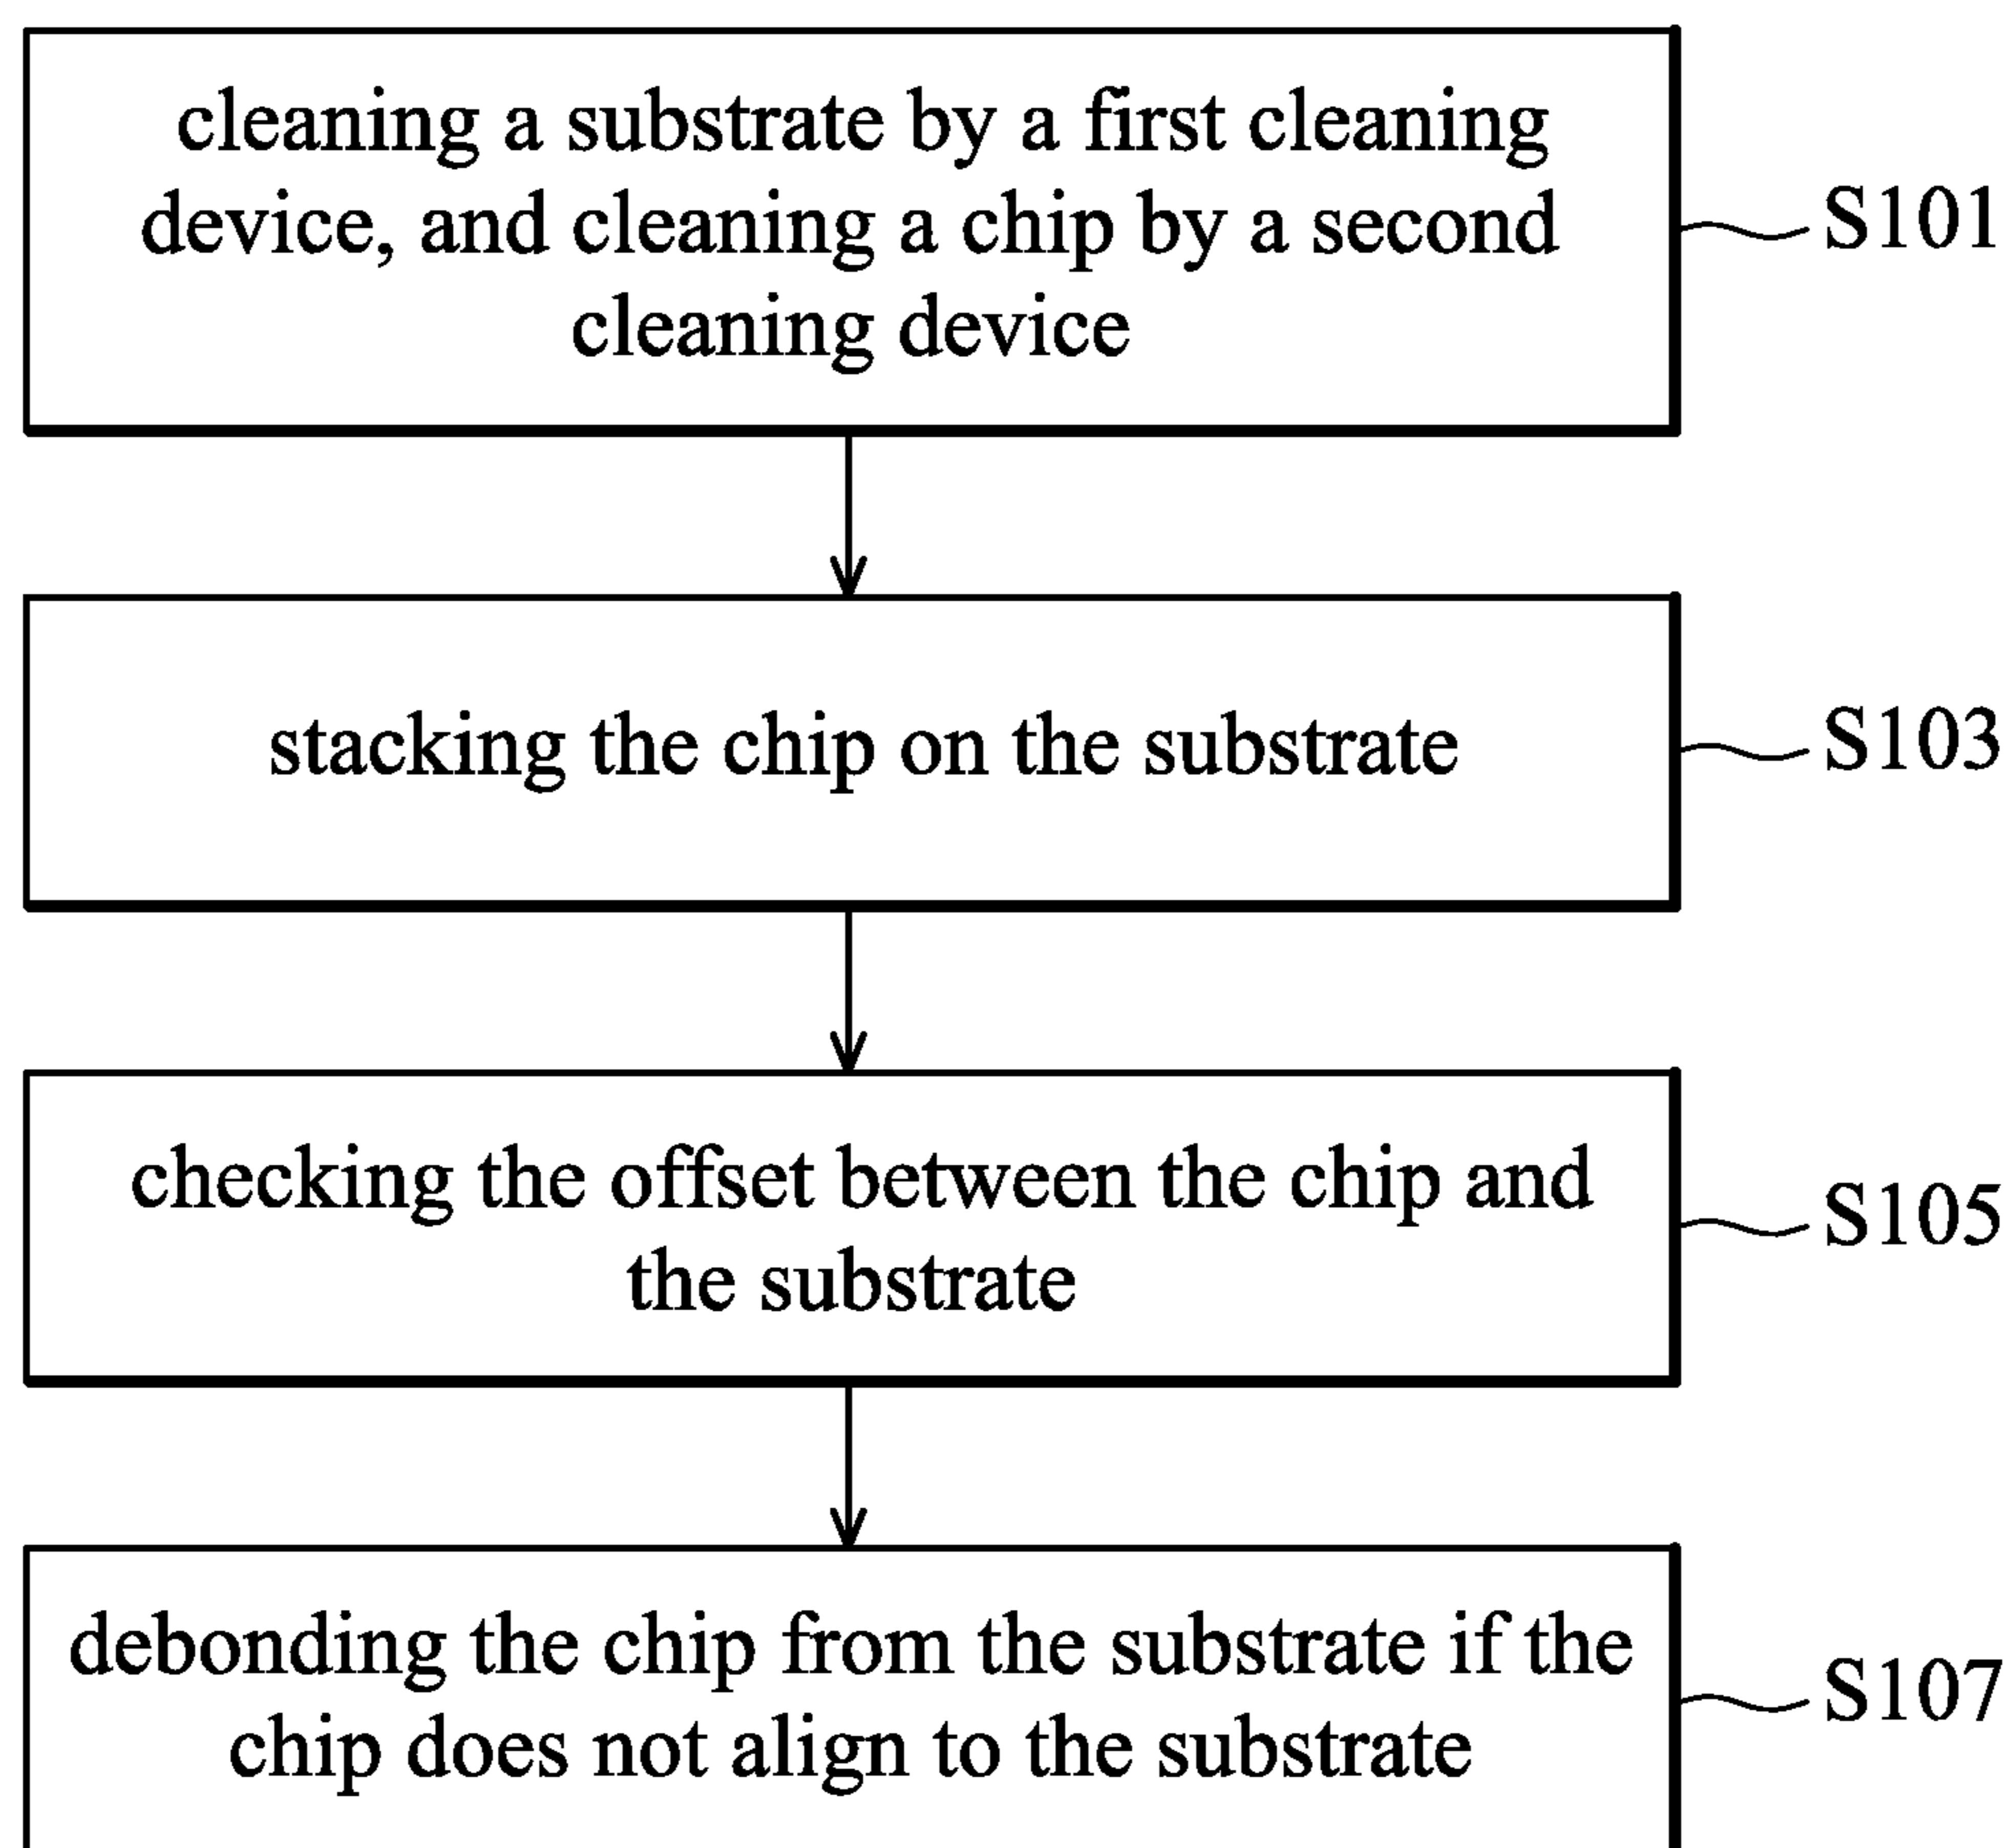 cleaning a substrate by a first cleaning
device, and cleaning a chip by a second
cleaning device
S101
stacking the chip on the substrate
S103
checking the offset between the chip and
the substrate
S105
debonding the chip from the substrate if the
chip does not align to the substrate
S107